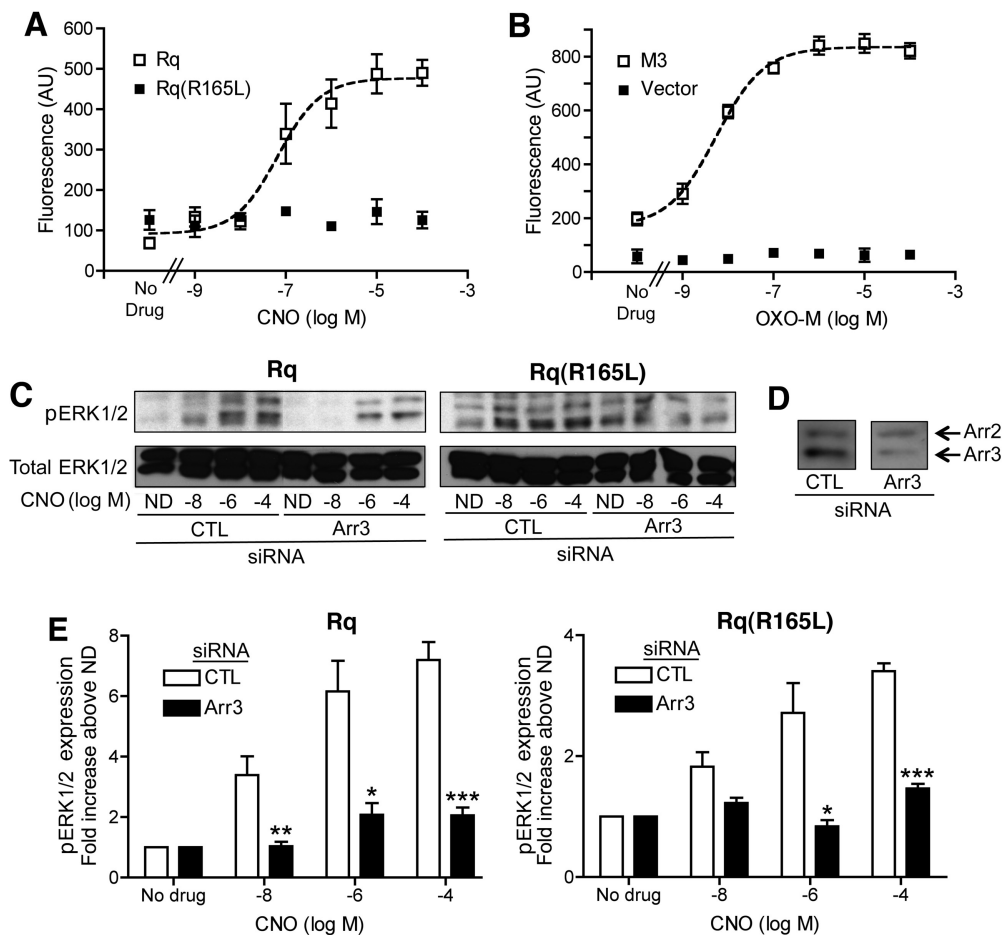 A
600
500
400
300
200
100
0
Fluorescence (AU)
Rq
Rq(R165L)
No
Drug
-9
-7
-5
-3
CNO (log M)
B
800
600
400
200
0
Fluorescence (AU)
M3
Vector
No
Drug
-9
-7
-5
-3
OXO-M (log M)
C
Rq
Rq(R165L)
pERK1/2
Total ERK1/2
CNO (log M) ND -8 -6 -4 ND -8 -6 -4 ND -8 -6 -4 ND -8 -6 -4
CTL Arr3 CTL Arr3
siRNA siRNA
D
Arr2
Arr3
CTL Arr3
siRNA
E
Rq
8
6
4
2
0
pERK1/2 expression
Fold increase above ND
siRNA
CTL
Arr3
**
*
***
No drug -8 -6 -4
CNO (log M)
Rq(R165L)
4
2
0
pERK1/2 expression
Fold increase above ND
siRNA
CTL
Arr3
*
***
No drug -8 -6 -4
CNO (log M)